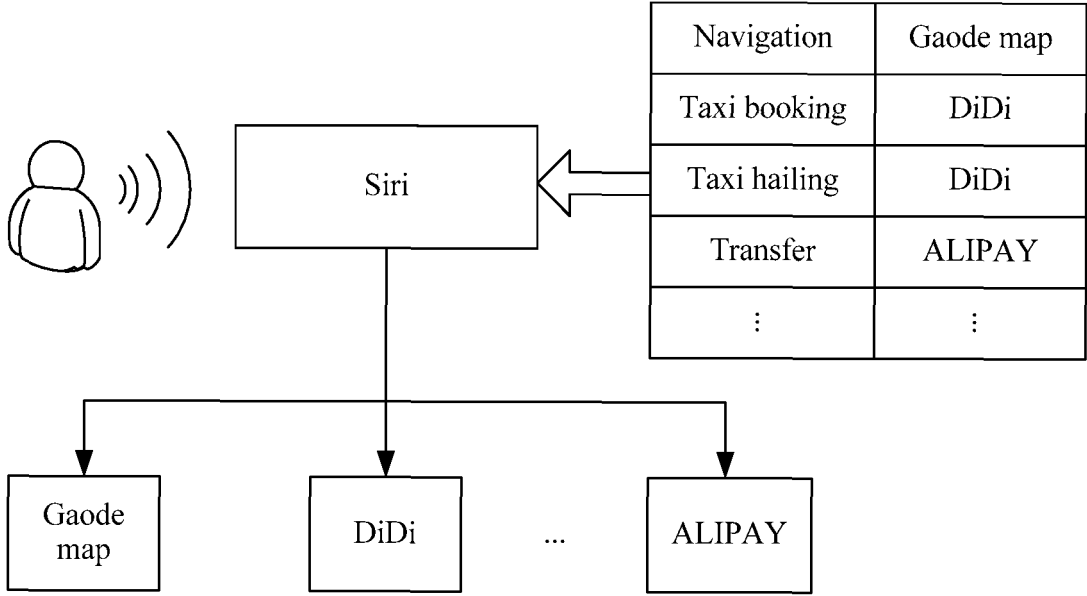 Navigation Gaode map
Taxi booking DiDi
Siri
Taxi hailing DiDi
Transfer ALIPAY
⋮ ⋮
Gaode
map
DiDi
...
ALIPAY